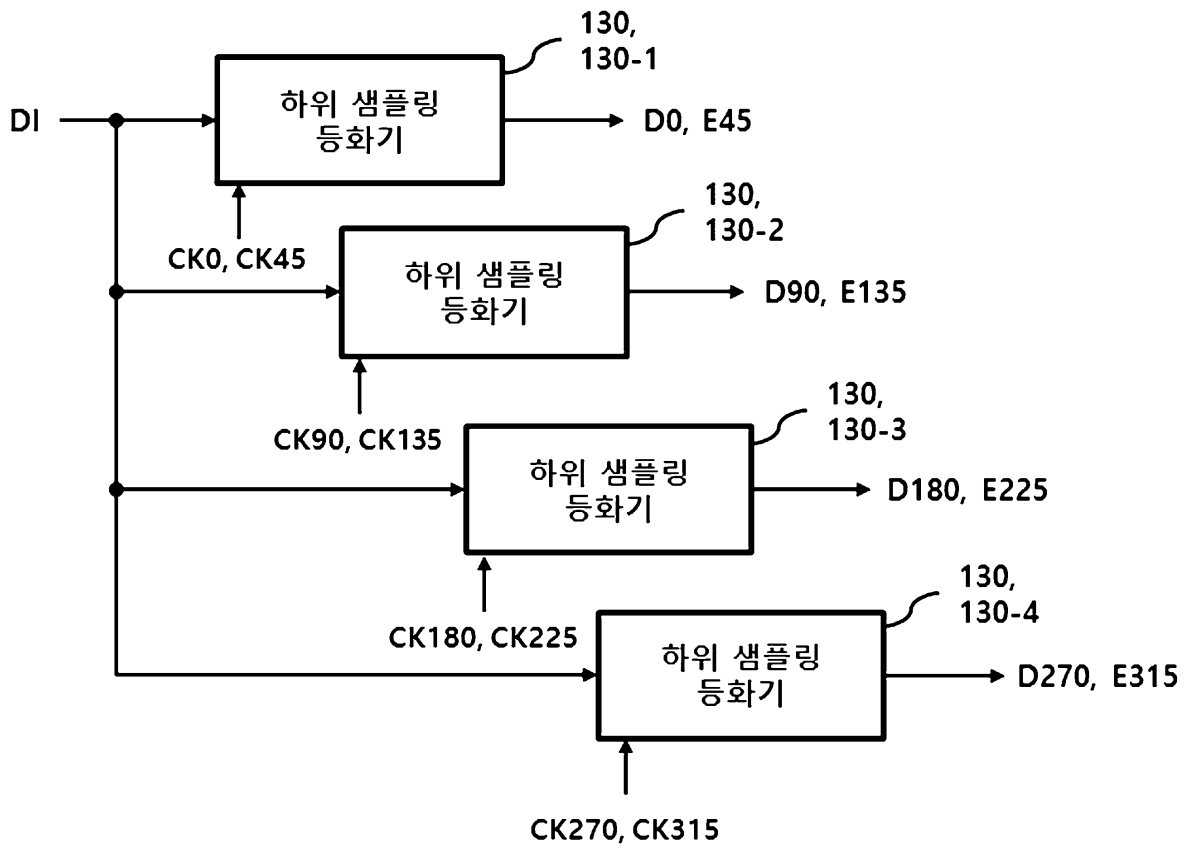 130,
130-1
DI
하위 샘플링
등화기
D0, E45
CK0, CK45
130,
130-2
하위 샘플링
등화기
D90, E135
CK90, CK135
130,
130-3
하위 샘플링
등화기
D180, E225
CK180, CK225
130,
130-4
하위 샘플링
등화기
D270, E315
CK270, CK315